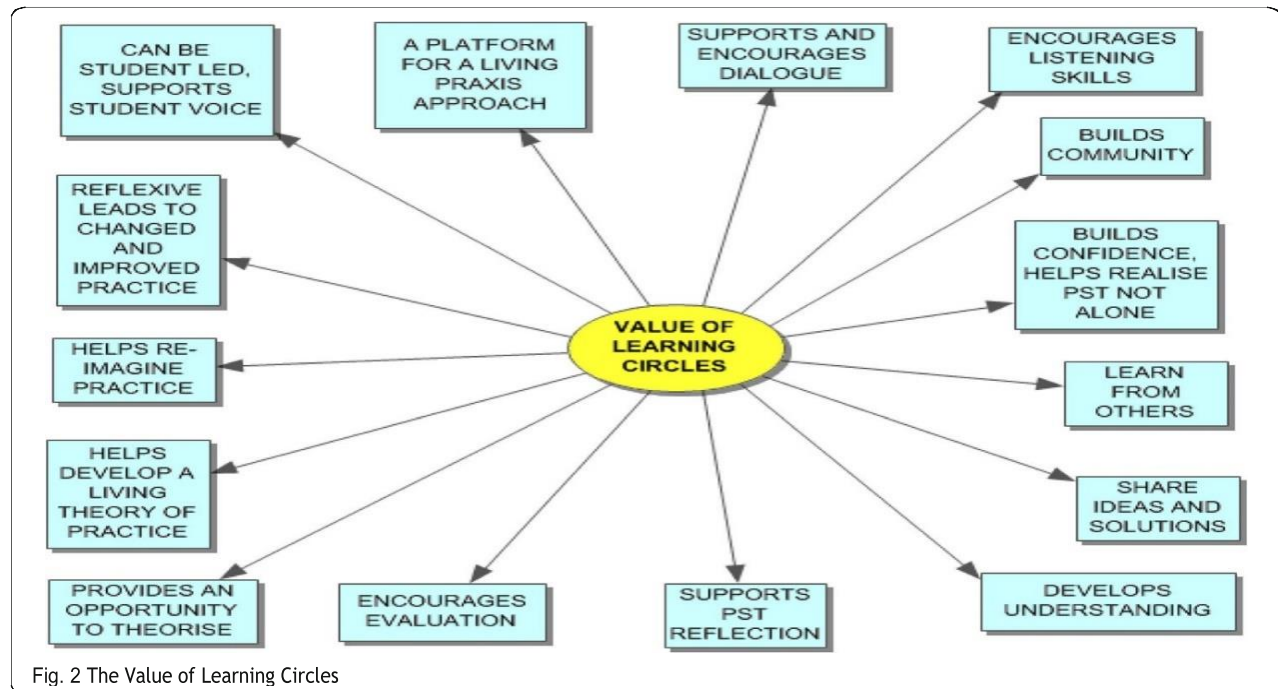 CAN BE
STUDENT LED,
SUPPORTS
STUDENT VOICE
A PLATFORM
FOR A LIVING
PRAXIS
APPROACH
SUPPORTS AND
ENCOURAGES
DIALOGUE
ENCOURAGES
LISTENING
SKILLS
BUILDS
COMMUNITY
REFLEXIVE
LEADS TO
CHANGED
AND
IMPROVED
PRACTICE
BUILDS
CONFIDENCE,
HELPS REALISE
PST NOT
ALONE
VALUE OF
LEARNING
CIRCLES
HELPS RE-
IMAGINE
PRACTICE
LEARN
FROM
OTHERS
HELPS
DEVELOP A
LIVING
THEORY OF
PRACTICE
SHARE
IDEAS AND
SOLUTIONS
PROVIDES AN
OPPORTUNITY
TO THEORISE
ENCOURAGES
EVALUATION
SUPPORTS
PST
REFLECTION
DEVELOPS
UNDERSTANDING
Fig. 2 The Value of Learning Circles